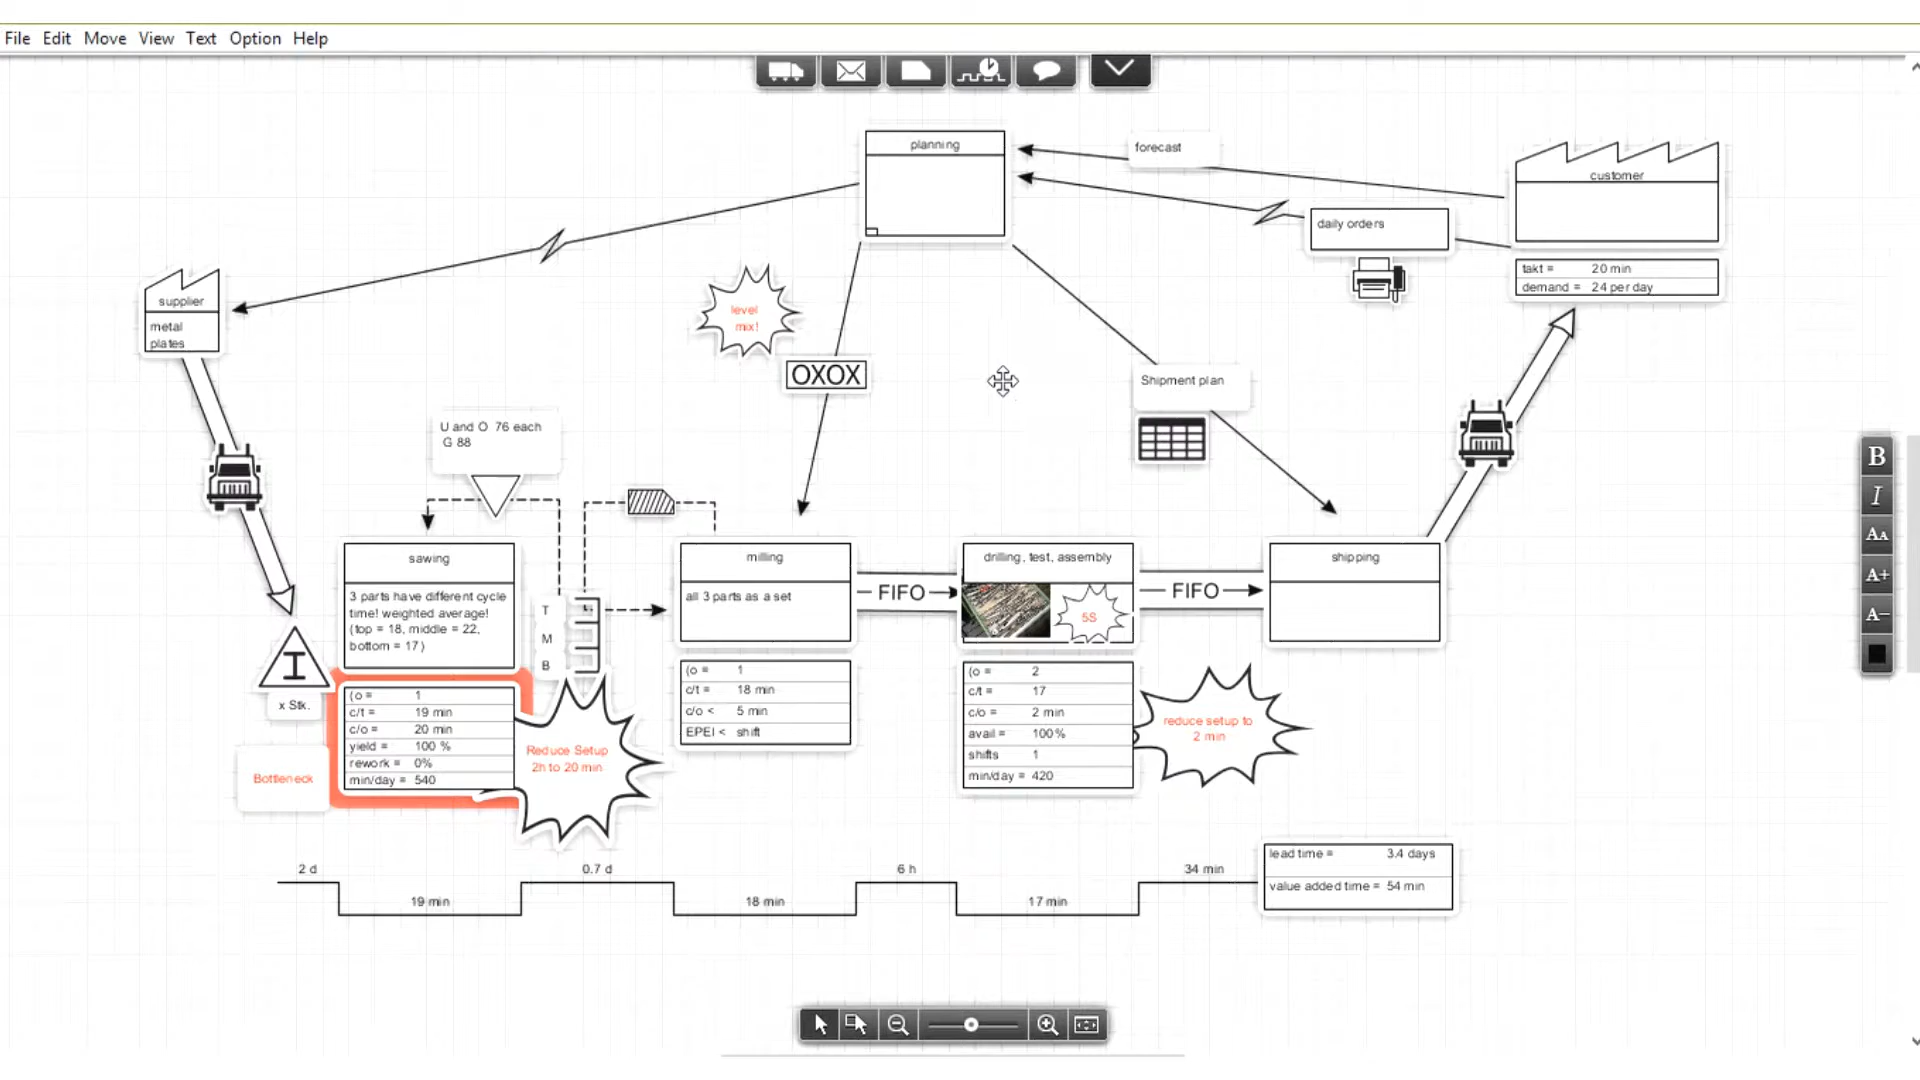 File Edit Move View Text Option Help
planning
forecast
customer
daily orders
takt = 20 min
demand = 24 per day
supplier
metal
plates
level
mix!
OXOX
Shipment plan
U and O 76 each
G 88
sawing
3 parts have different cycle
time! weighted average!
(top = 18, middle = 22,
bottom = 17)
T
M
B
milling
all 3 parts as a set
FIFO
drilling, test, assembly
5S
FIFO
shipping
I
x Stk.
Bottleneck
(o = 1
c/t = 19 min
c/o = 20 min
yield = 100 %
rework = 0%
min/day = 540
Reduce Setup
2h to 20 min
(o = 1
c/t = 18 min
c/o < 5 min
EPEI < shift
(o = 2
c/t = 17
c/o = 2 min
avail = 100%
shifts 1
min/day = 420
reduce setup to
2 min
2 d
19 min
0.7 d
18 min
6 h
17 min
34 min
lead time = 3.4 days
value added time = 54 min
B
I
AA
A+
A-